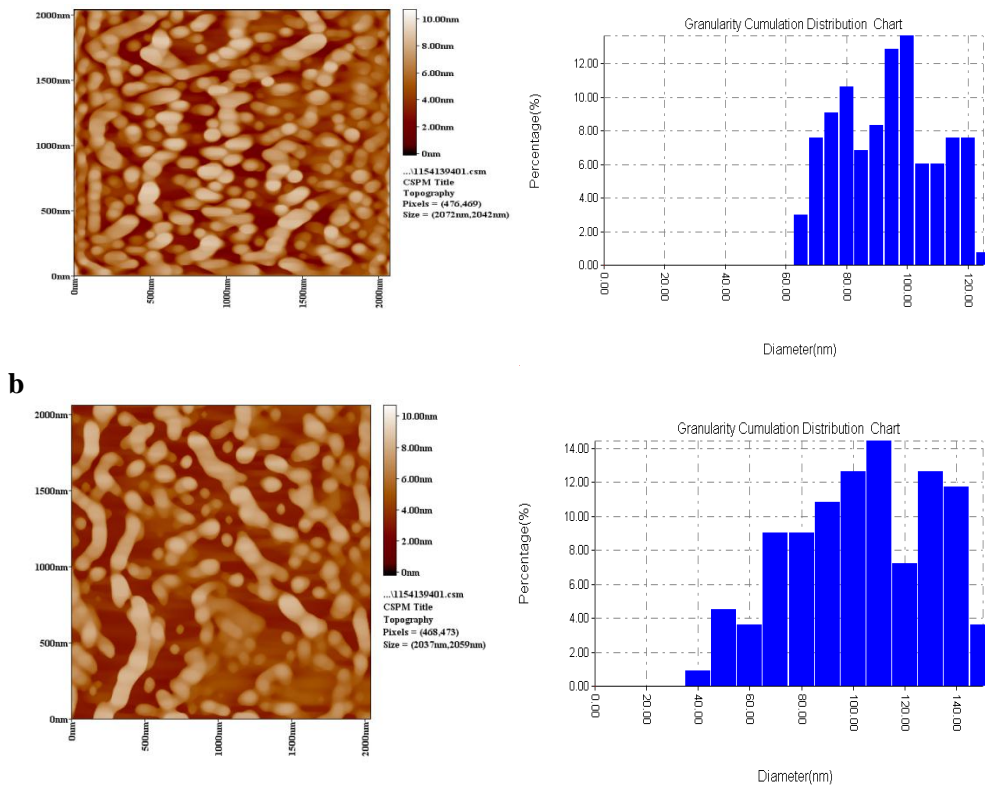 2000nm
1500nm
1000nm
500nm
0nm
0nm
500nm
1000nm
1500nm
2000nm
10.00nm
8.00nm
6.00nm
4.00nm
2.00nm
0nm
...\1154139401.csm
CSPM Title
Topography
Pixels = (476,469)
Size = (2072nm,2042nm)
Granularity Cumulation Distribution Chart
Percentage(%)
12.00
10.00
8.00
6.00
4.00
2.00
0.00
0.00
20.00
40.00
60.00
80.00
100.00
120.00
Diameter(nm)
b
2000nm
1500nm
1000nm
500nm
0nm
0nm
500nm
1000nm
1500nm
2000nm
10.00nm
8.00nm
6.00nm
4.00nm
2.00nm
0nm
...\1154139401.csm
CSPM Title
Topography
Pixels = (468,473)
Size = (2037nm,2059nm)
Granularity Cumulation Distribution Chart
Percentage(%)
14.00
12.00
10.00
8.00
6.00
4.00
2.00
0.00
0.00
20.00
40.00
60.00
80.00
100.00
120.00
140.00
Diameter(nm)